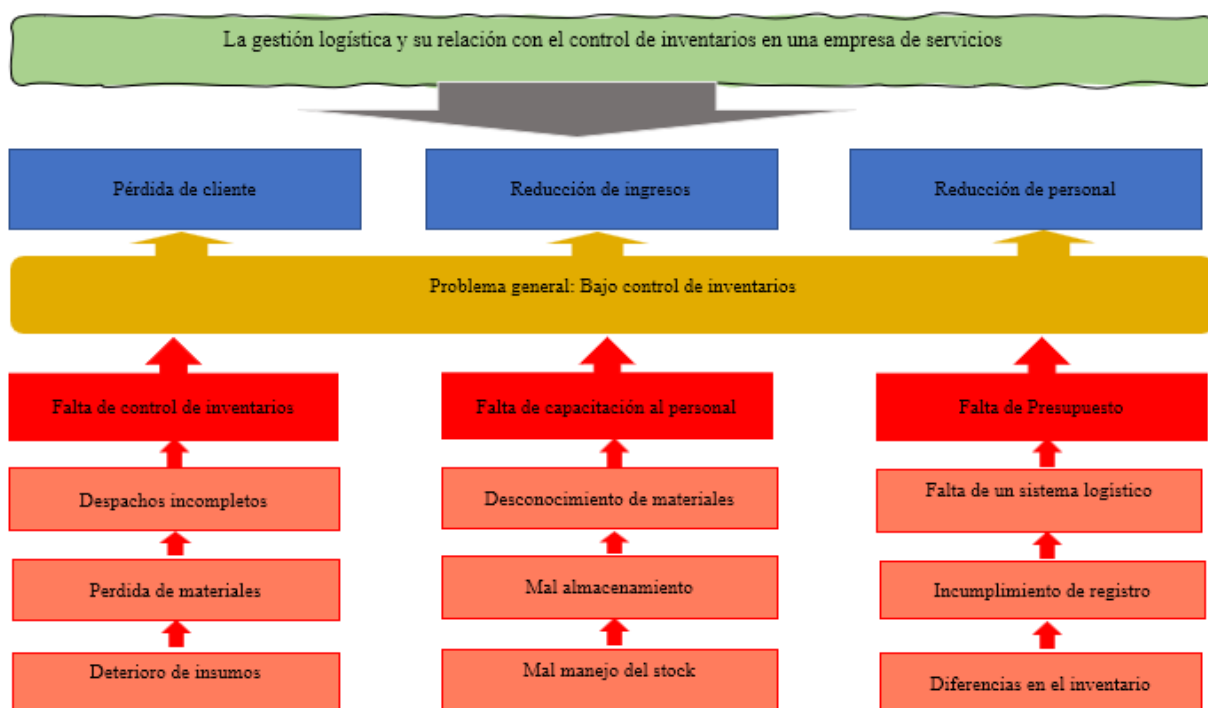 La gestión logística y su relación con el control de inventarios en una empresa de servicios
Pérdida de cliente
Reducción de ingresos
Reducción de personal
Problema general: Bajo control de inventarios
Falta de control de inventarios
Falta de capacitación al personal
Falta de Presupuesto
Despachos incompletos
Desconocimiento de materiales
Falta de un sistema logístico
Perdida de materiales
Mal almacenamiento
Incumplimiento de registro
Deterioro de insumos
Mal manejo del stock
Diferencias en el inventario